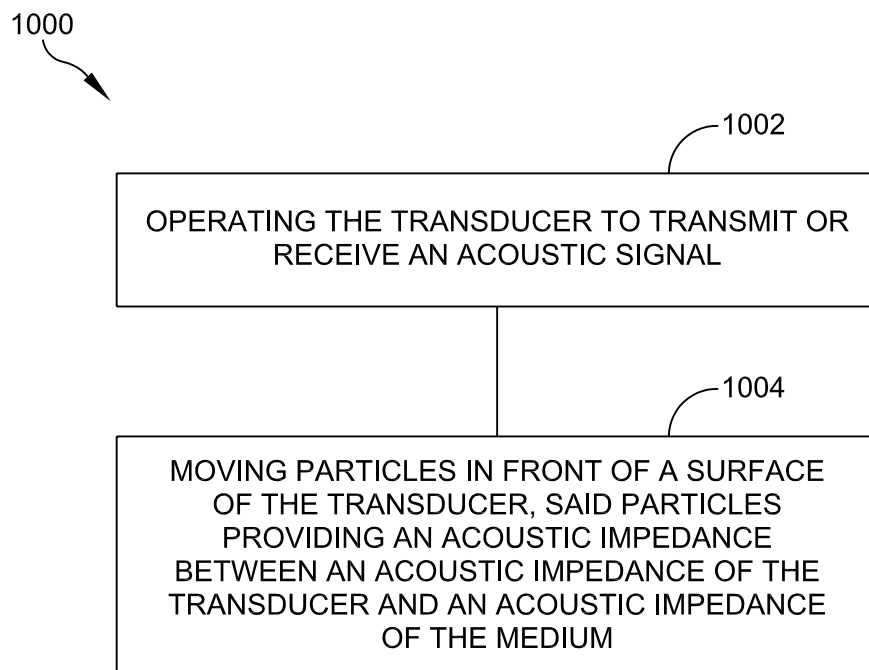 1000
1002
OPERATING THE TRANSDUCER TO TRANSMIT OR
RECEIVE AN ACOUSTIC SIGNAL
1004
MOVING PARTICLES IN FRONT OF A SURFACE
OF THE TRANSDUCER, SAID PARTICLES
PROVIDING AN ACOUSTIC IMPEDANCE
BETWEEN AN ACOUSTIC IMPEDANCE OF THE
TRANSDUCER AND AN ACOUSTIC IMPEDANCE
OF THE MEDIUM